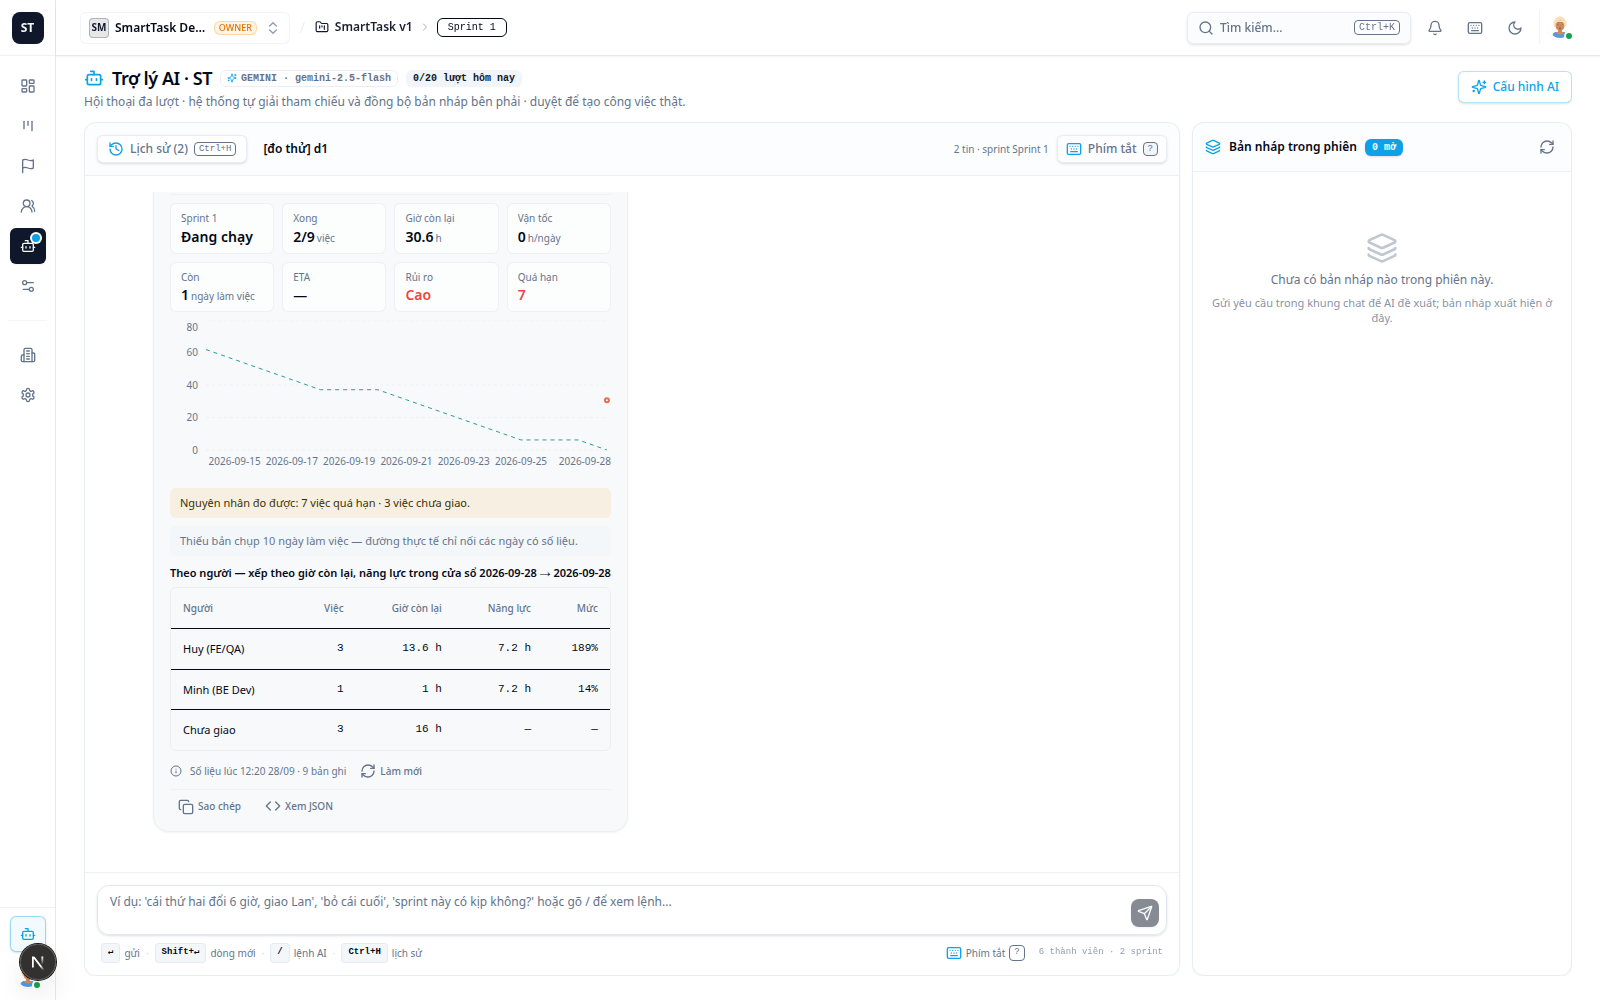 ST
SM SmartTask De... OWNER / SmartTask v1 > Sprint 1
Tìm kiếm... Ctrl+K
Trợ lý AI · ST GEMINI · gemini-2.5-flash 0/20 lượt hôm nay
Hội thoại đa lượt · hệ thống tự giải tham chiếu và đồng bộ bản nháp bên phải · duyệt để tạo công việc thật.
Cấu hình AI
Lịch sử (2) Ctrl+H [đo thử] d1
2 tin · sprint Sprint 1 Phím tắt ?
Sprint 1 Xong Giờ còn lại Vận tốc
Đang chạy 2/9 việc 30.6 h 0 h/ngày
Còn ETA Rủi ro Quá hạn
1 ngày làm việc — Cao 7
80
60
40
20
0
2026-09-15 2026-09-17 2026-09-19 2026-09-21 2026-09-23 2026-09-25 2026-09-28
Nguyên nhân đo được: 7 việc quá hạn · 3 việc chưa giao.
Thiếu bản chụp 10 ngày làm việc — đường thực tế chỉ nối các ngày có số liệu.
Theo người — xếp theo giờ còn lại, năng lực trong cửa sổ 2026-09-28 → 2026-09-28
Người Việc Giờ còn lại Năng lực Mức
Huy (FE/QA) 3 13.6 h 7.2 h 189%
Minh (BE Dev) 1 1 h 7.2 h 14%
Chưa giao 3 16 h — —
Số liệu lúc 12:20 28/09 · 9 bản ghi Làm mới
Sao chép Xem JSON
Ví dụ: 'cái thứ hai đổi 6 giờ, giao Lan', 'bỏ cái cuối', 'sprint này có kịp không?' hoặc gõ / để xem lệnh...
↵ gửi · Shift+↵ dòng mới · / lệnh AI · Ctrl+H lịch sử
Phím tắt ? 6 thành viên · 2 sprint
Bản nháp trong phiên 0 mở
Chưa có bản nháp nào trong phiên này.
Gửi yêu cầu trong khung chat để AI đề xuất; bản nháp xuất hiện ở
đây.
N